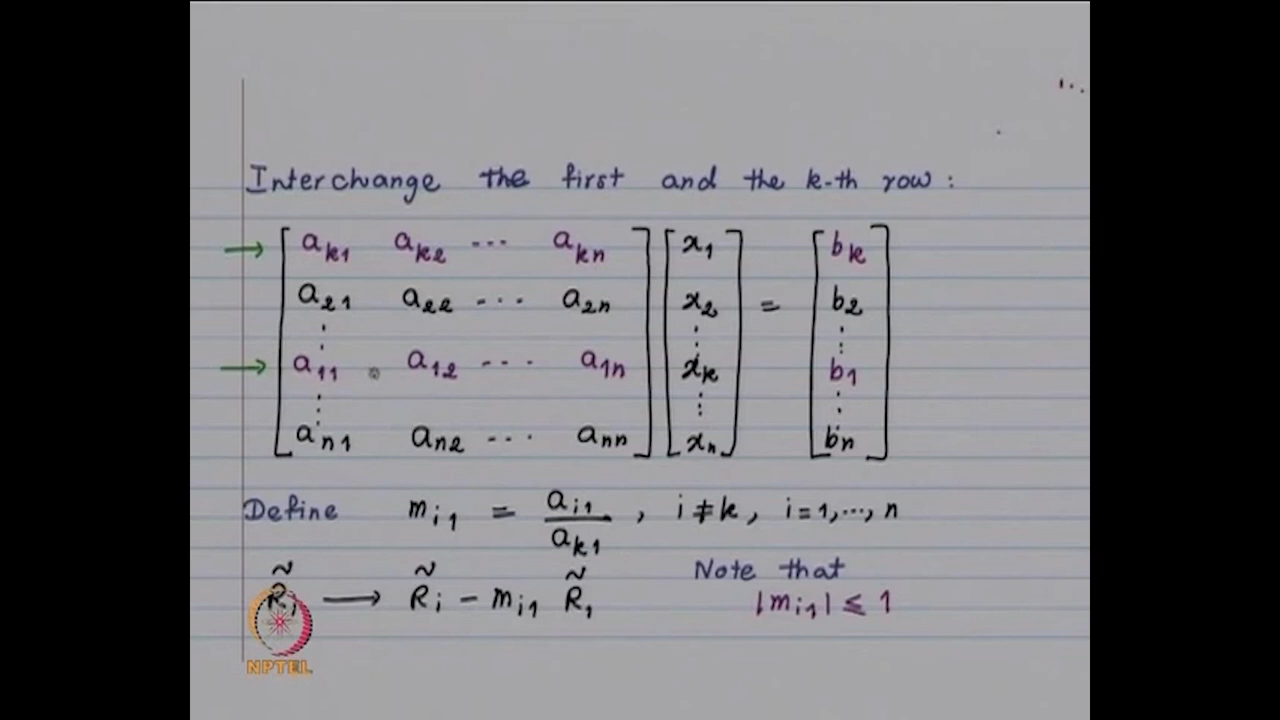 Interchange the first and the k-th row :
→ [ a_k1 a_k2 ... a_kn ] [ x_1 ] [ b_k ]
[ a_21 a_22 ... a_2n ] [ x_2 ] = [ b_2 ]
⋮ ⋮ ⋮
→ [ a_11 a_12 ... a_1n ] [ x_k ] [ b_1 ]
⋮ ⋮ ⋮
[ a_n1 a_n2 ... a_nn ] [ x_n ] [ b_n ]
Define m_i1 = a_i1 / a_k1 , i ≠ k, i = 1, ..., n
R̃_i → R̃_i - m_i1 R̃_1
Note that
|m_i1| ≤ 1
NPTEL